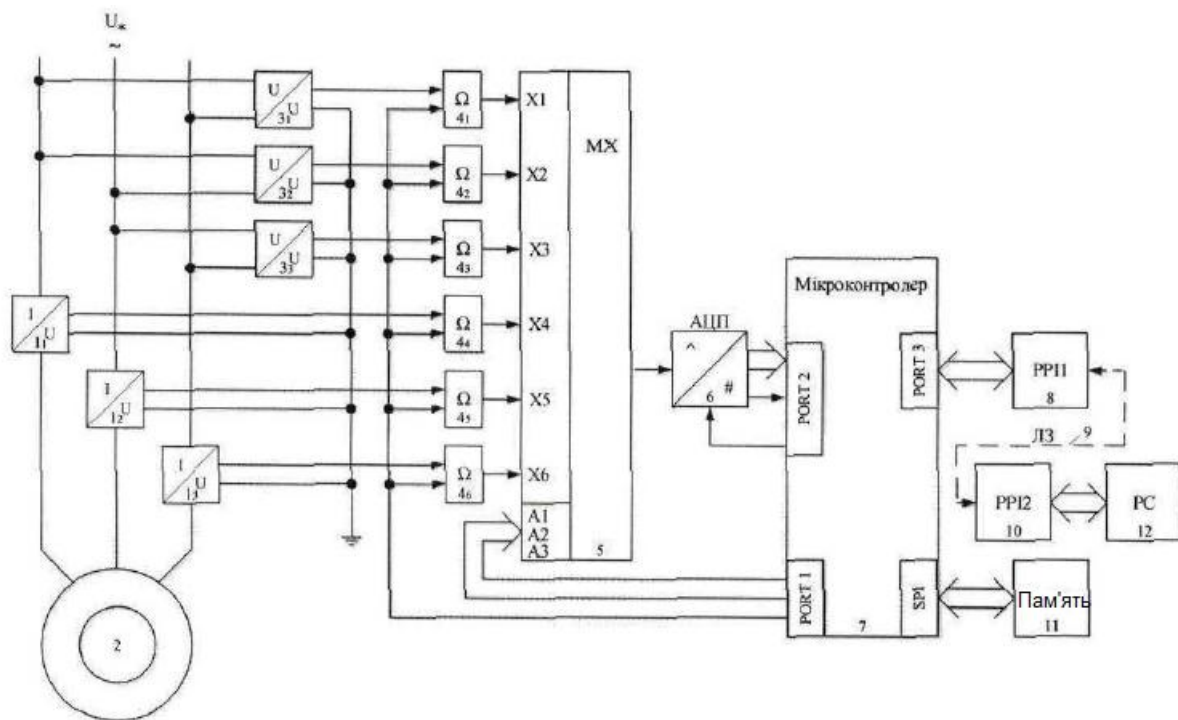 U*
~
U
U
3₁
Ω
4₁
X1
MX
U
U
3₂
Ω
4₂
X2
U
U
3₃
Ω
4₃
X3
Мікроконтролер
I
U
1₁
Ω
4₄
X4
АЦП
^
#
6
PORT 2
PORT 3
PPI1
8
I
U
1₂
Ω
4₅
X5
ЛЗ
9
I
U
1₃
Ω
4₆
X6
PPI2
10
PC
12
A1
A2
A3
5
PORT 1
7
SPI
Пам'ять
11
2